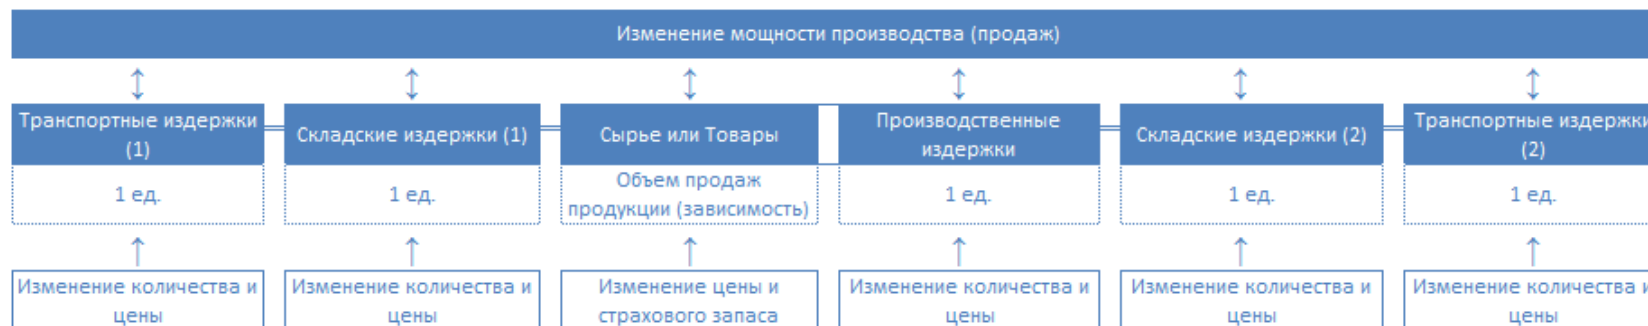 Изменение мощности производства (продаж)
Транспортные издержки
(1)
Складские издержки (1)
Сырье или Товары
Производственные
издержки
Складские издержки (2)
Транспортные издержки
(2)
1 ед.
1 ед.
Объем продаж
продукции (зависимость)
1 ед.
1 ед.
1 ед.
Изменение количества и
цены
Изменение количества и
цены
Изменение цены и
страхового запаса
Изменение количества и
цены
Изменение количества и
цены
Изменение количества и
цены